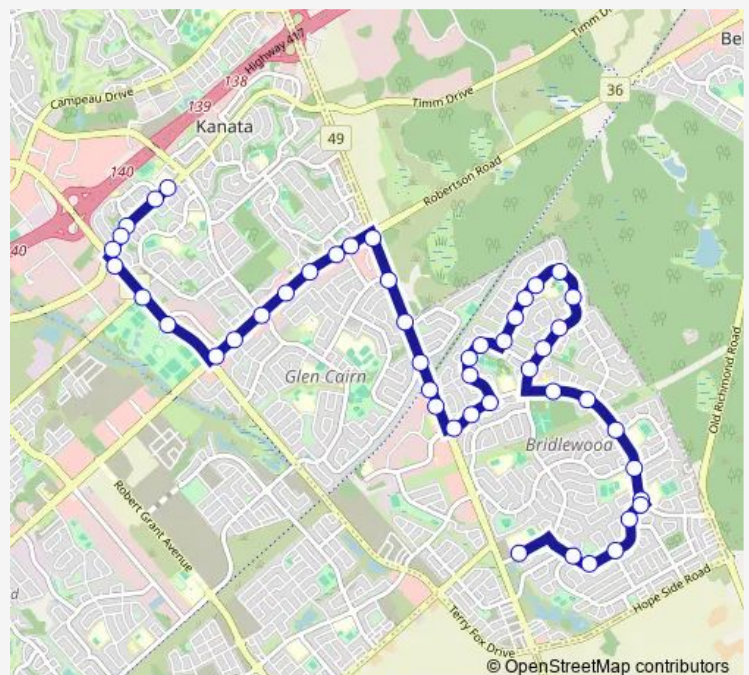 Timm Dr
Bel
Highway 417
138
139
Campeau Drive
Timm Drive
36
Kanata
49
140
Robertson Road
40
Glen Cairn
Old Richmond Road
Bridlewood
Robert Grant Avenue
d
Hope Side Road
Terry Fox Drive
© OpenStreetMap contributors